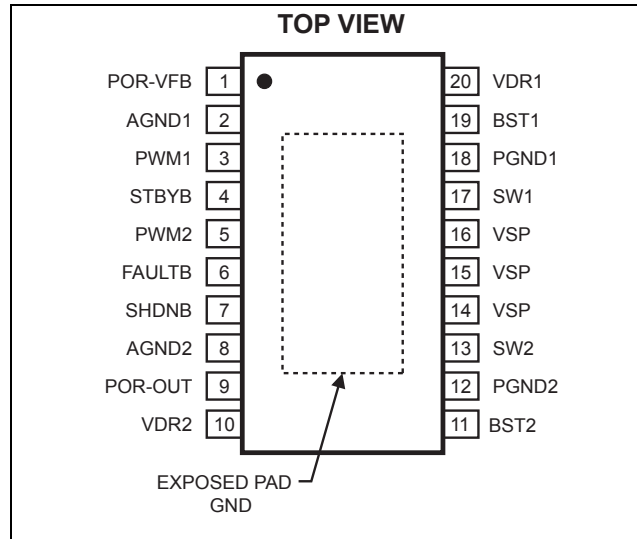 TOP VIEW
POR-VFB 1 20 VDR1
AGND1 2 19 BST1
PWM1 3 18 PGND1
STBYB 4 17 SW1
PWM2 5 16 VSP
FAULTB 6 15 VSP
SHDNB 7 14 VSP
AGND2 8 13 SW2
POR-OUT 9 12 PGND2
VDR2 10 11 BST2
EXPOSED PAD
GND